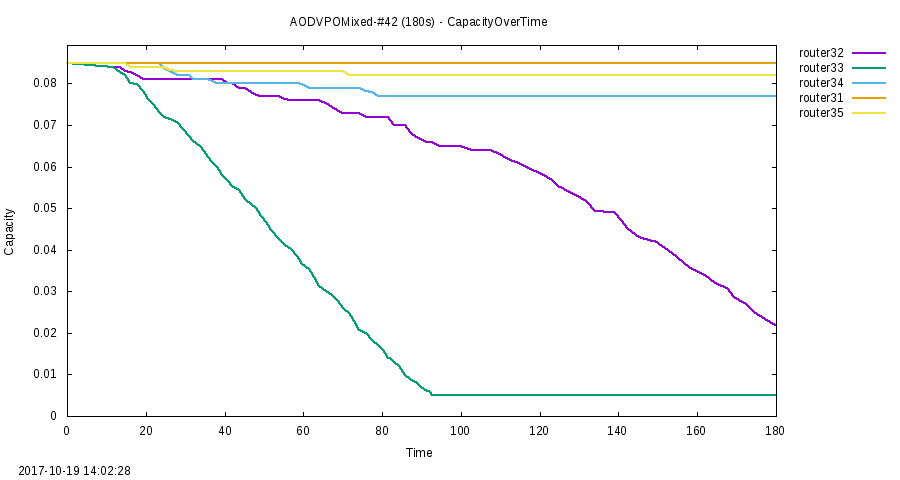 AODVPOMixed-#42 (180s) - CapacityOverTime
router32
router33
router34
router31
router35
Capacity
0.08
0.07
0.06
0.05
0.04
0.03
0.02
0.01
0
0 20 40 60 80 100 120 140 160 180
Time
2017-10-19 14:02:28